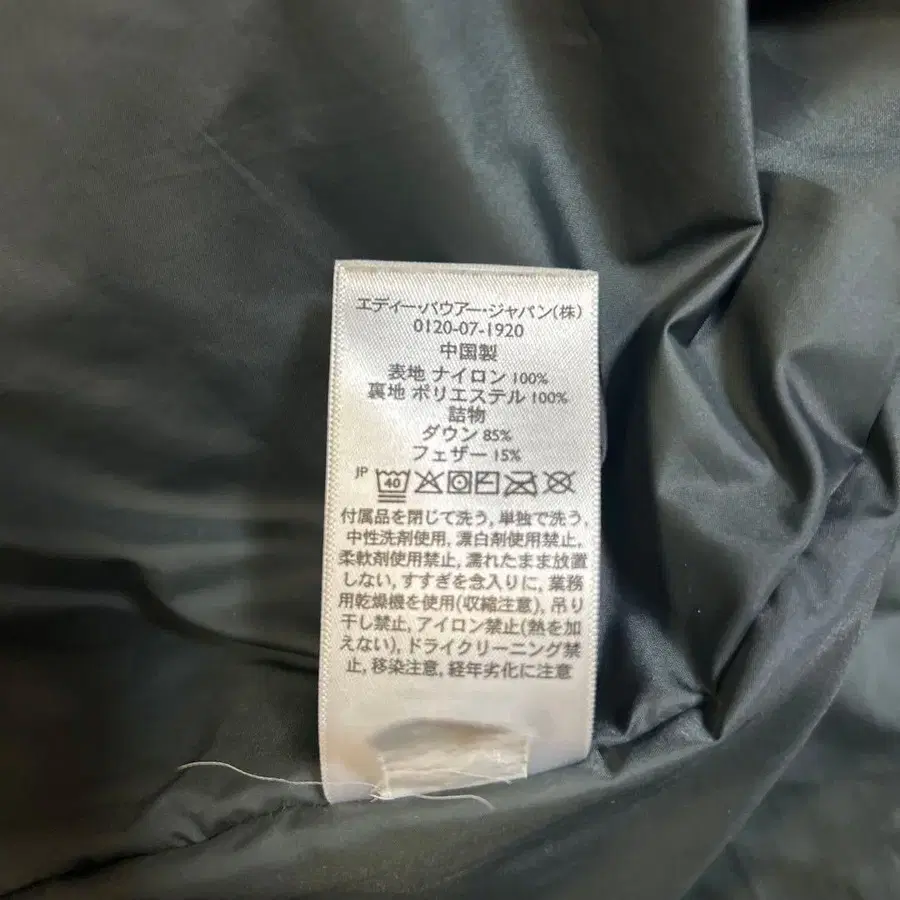 エディー・バウアー・ジャパン(株)
0120-07-1920
中国製
表地 ナイロン 100%
裏地 ポリエステル 100%
詰物
ダウン 85%
フェザー 15%
JP 40
付属品を閉じて洗う, 単独で洗う,
中性洗剤使用, 漂白剤使用禁止,
柔軟剤使用禁止, 濡れたまま放置
しない, すすぎを念入りに, 業務
用乾燥機を使用(収縮注意), 吊り
干し禁止, アイロン禁止(熱を加
えない), ドライクリーニング禁
止, 移染注意, 経年劣化に注意